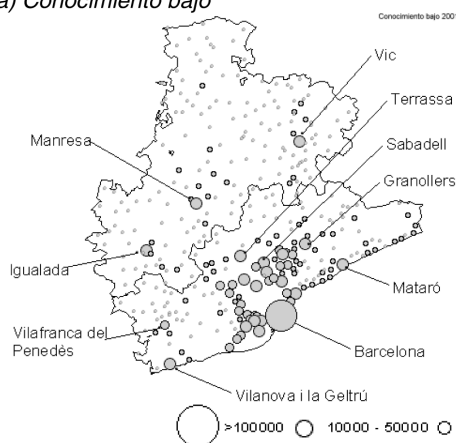 a) Conocimiento bajo
Conocimiento bajo 2001
Vic
Terrassa
Manresa
Sabadell
Granollers
Igualada
Mataró
Vilafranca del
Penedès
Barcelona
Vilanova i la Geltrú
>100000
10000 - 50000